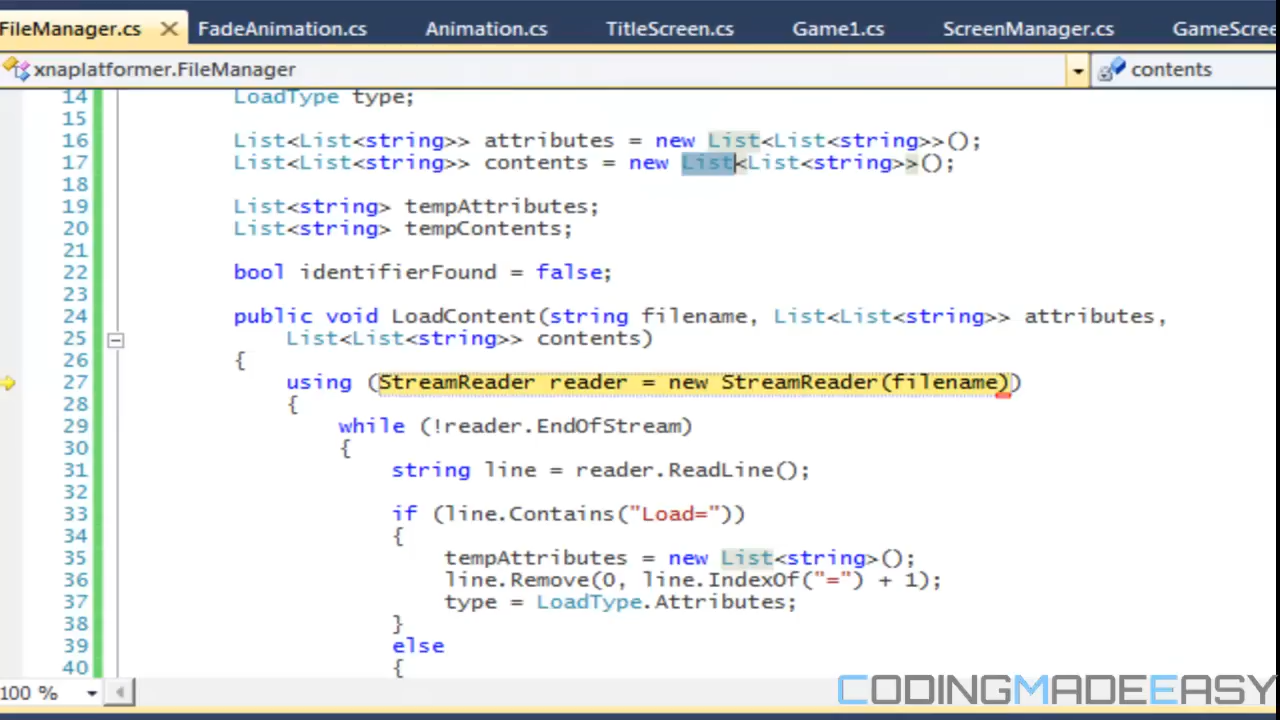 FileManager.cs FadeAnimation.cs Animation.cs TitleScreen.cs Game1.cs ScreenManager.cs GameScree
xnaplatformer.FileManager contents
14 LoadType type;
15
16 List<List<string>> attributes = new List<List<string>>();
17 List<List<string>> contents = new List<List<string>>();
18
19 List<string> tempAttributes;
20 List<string> tempContents;
21
22 bool identifierFound = false;
23
24 public void LoadContent(string filename, List<List<string>> attributes,
25 List<List<string>> contents)
26 {
27 using (StreamReader reader = new StreamReader(filename))
28 {
29 while (!reader.EndOfStream)
30 {
31 string line = reader.ReadLine();
32
33 if (line.Contains("Load="))
34 {
35 tempAttributes = new List<string>();
36 line.Remove(0, line.IndexOf("=") + 1);
37 type = LoadType.Attributes;
38 }
39 else
40 {
100 %
CODINGMADEEASY